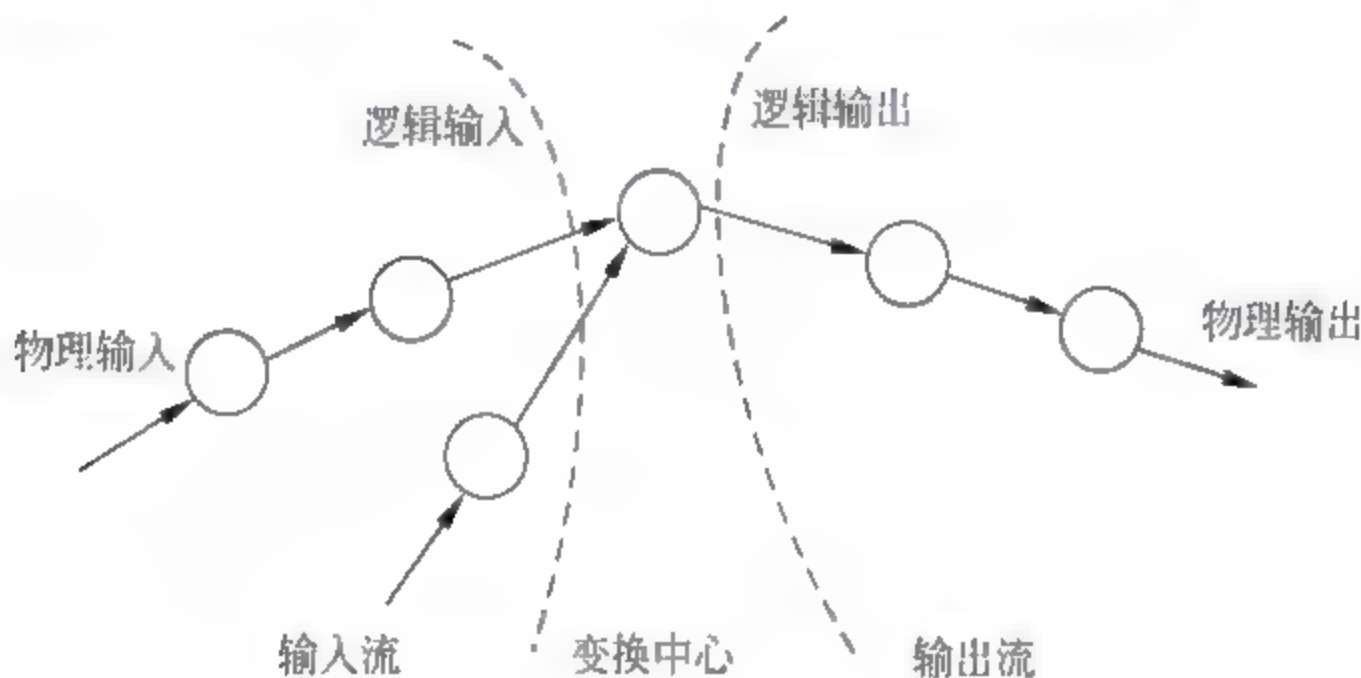 逻辑输入
逻辑输出
物理输入
物理输出
输入流
变换中心
输出流